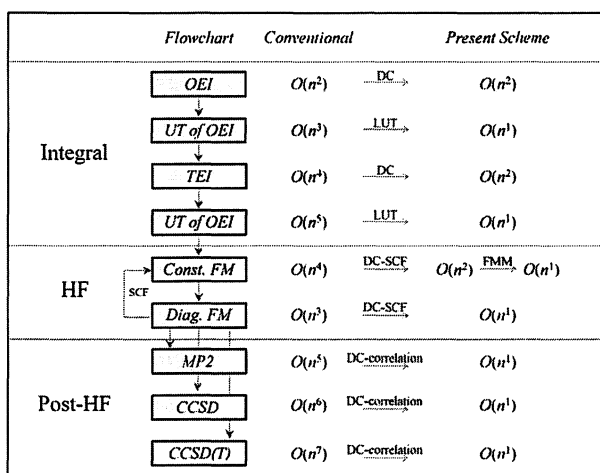 Flowchart Conventional Present Scheme
Integral
OEI O(n²) DC O(n²)
UT of OEI O(n³) LUT O(n¹)
TEI O(n⁴) DC O(n²)
UT of OEI O(n⁵) LUT O(n¹)
HF
SCF
Const. FM O(n⁴) DC-SCF O(n²) FMM O(n¹)
Diag. FM O(n³) DC-SCF O(n¹)
Post-HF
MP2 O(n⁵) DC-correlation O(n¹)
CCSD O(n⁶) DC-correlation O(n¹)
CCSD(T) O(n⁷) DC-correlation O(n¹)